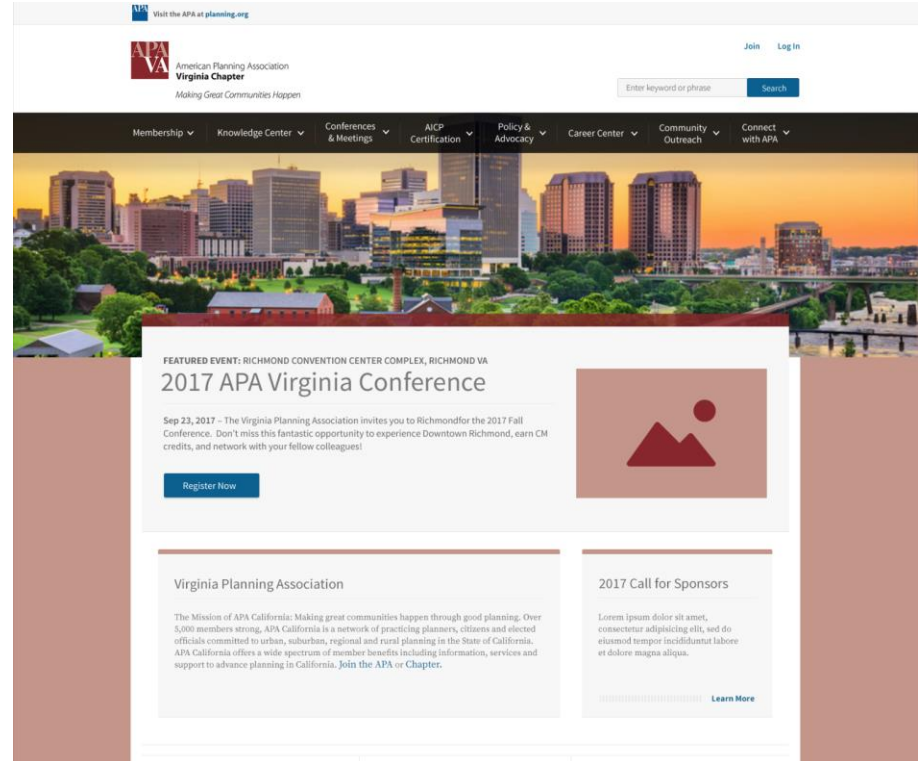 APA
Visit the APA at planning.org
APA
VA
American Planning Association
Virginia Chapter
Making Great Communities Happen
Join Log In
Enter keyword or phrase Search
Membership Knowledge Center Conferences & Meetings AICP Certification Policy & Advocacy Career Center Community Outreach Connect with APA
FEATURED EVENT: RICHMOND CONVENTION CENTER COMPLEX, RICHMOND VA
2017 APA Virginia Conference
Sep 23, 2017 – The Virginia Planning Association invites you to Richmondfor the 2017 Fall
Conference. Don't miss this fantastic opportunity to experience Downtown Richmond, earn CM
credits, and network with your fellow colleagues!
Register Now
Virginia Planning Association
The Mission of APA California: Making great communities happen through good planning. Over
5,000 members strong, APA California is a network of practicing planners, citizens and elected
officials committed to urban, suburban, regional and rural planning in the State of California.
APA California offers a wide spectrum of member benefits including information, services and
support to advance planning in California. Join the APA or Chapter.
2017 Call for Sponsors
Lorem ipsum dolor sit amet,
consectetur adipisicing elit, sed do
eiusmod tempor incididuntut labore
et dolore magna aliqua.
Learn More